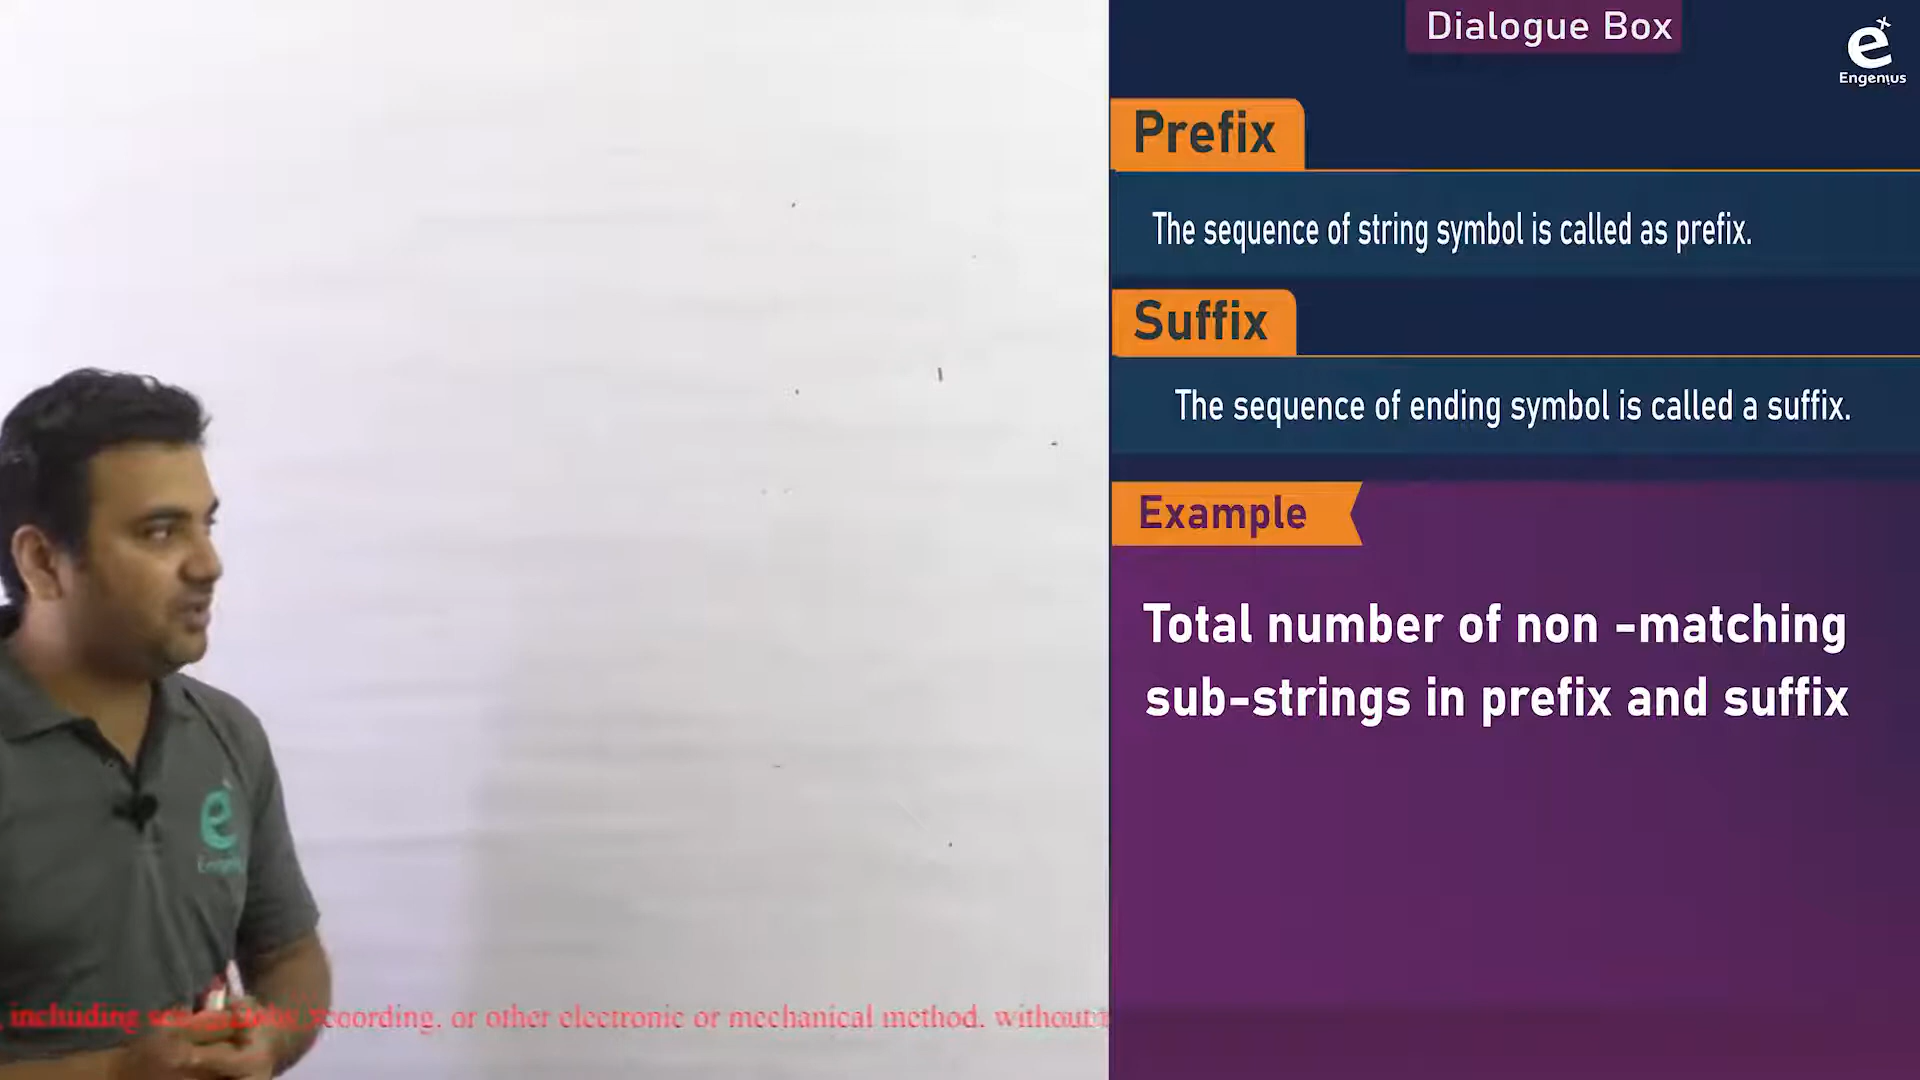 Dialogue Box
Engenius
Prefix
The sequence of string symbol is called as prefix.
Suffix
The sequence of ending symbol is called a suffix.
Example
Total number of non -matching
sub-strings in prefix and suffix
including recording. or other electronic or mechanical method. without